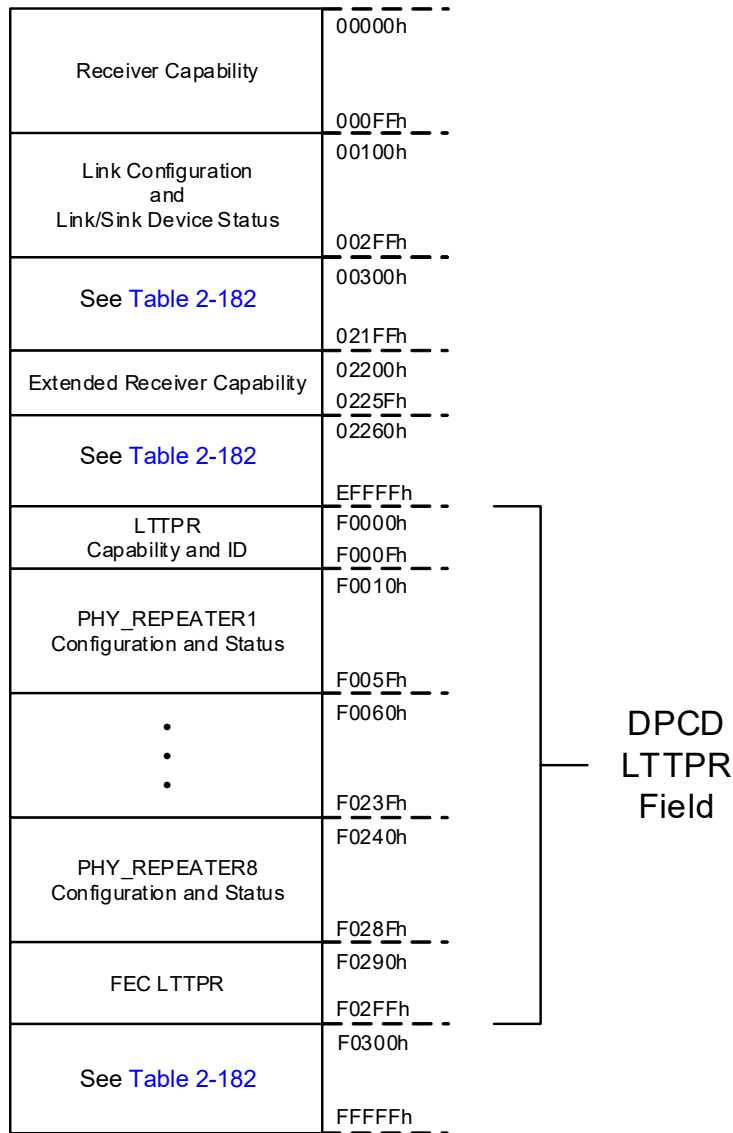 00000h
Receiver Capability
000FFh
00100h
Link Configuration
and
Link/Sink Device Status
002FFh
00300h
See Table 2-182
021FFh
02200h
Extended Receiver Capability
0225Fh
02260h
See Table 2-182
EFFFFh
F0000h
LTTPR
Capability and ID
F000Fh
F0010h
PHY_REPEATER1
Configuration and Status
F005Fh
F0060h
•
•
•
F023Fh
F0240h
PHY_REPEATER8
Configuration and Status
F028Fh
F0290h
FEC LTTPR
F02FFh
F0300h
See Table 2-182
FFFFFh
DPCD
LTTPR
Field